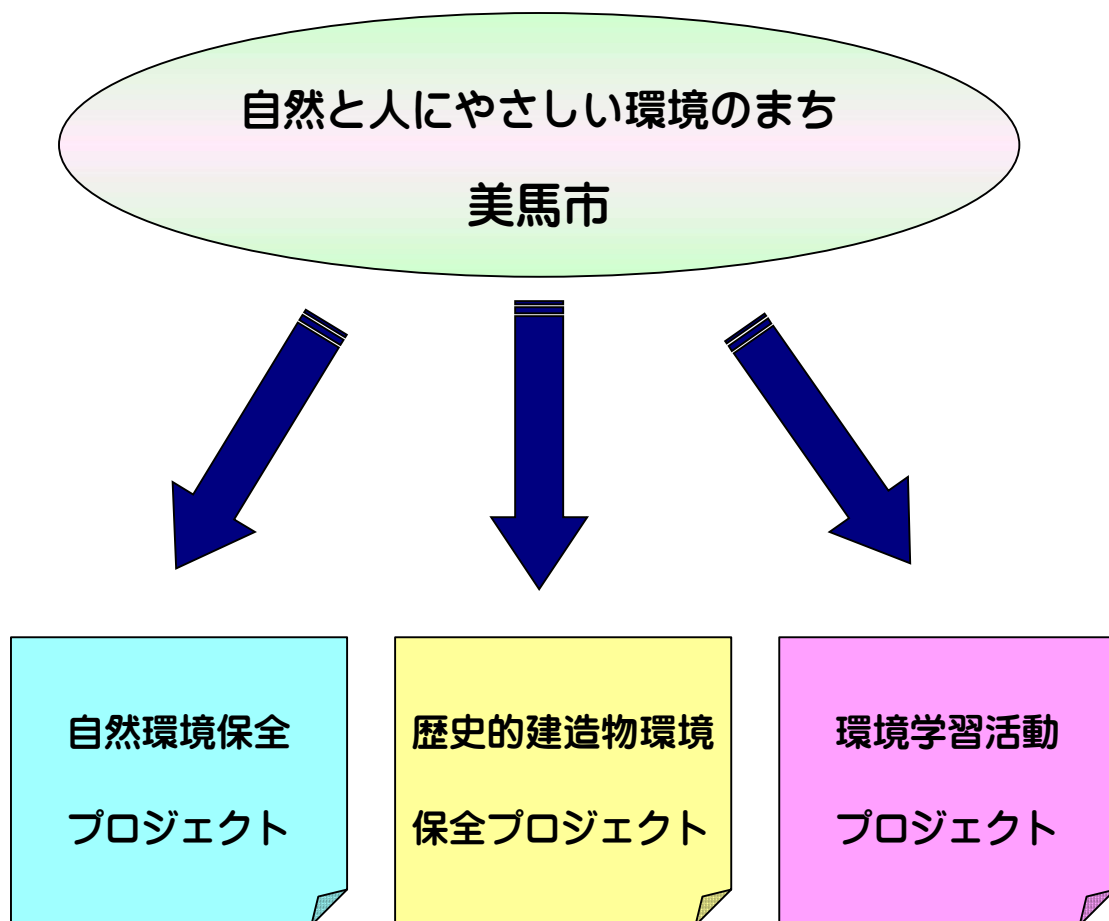 自然と人にやさしい環境のまち
美馬市
自然環境保全
プロジェクト
歴史的建造物環境
保全プロジェクト
環境学習活動
プロジェクト